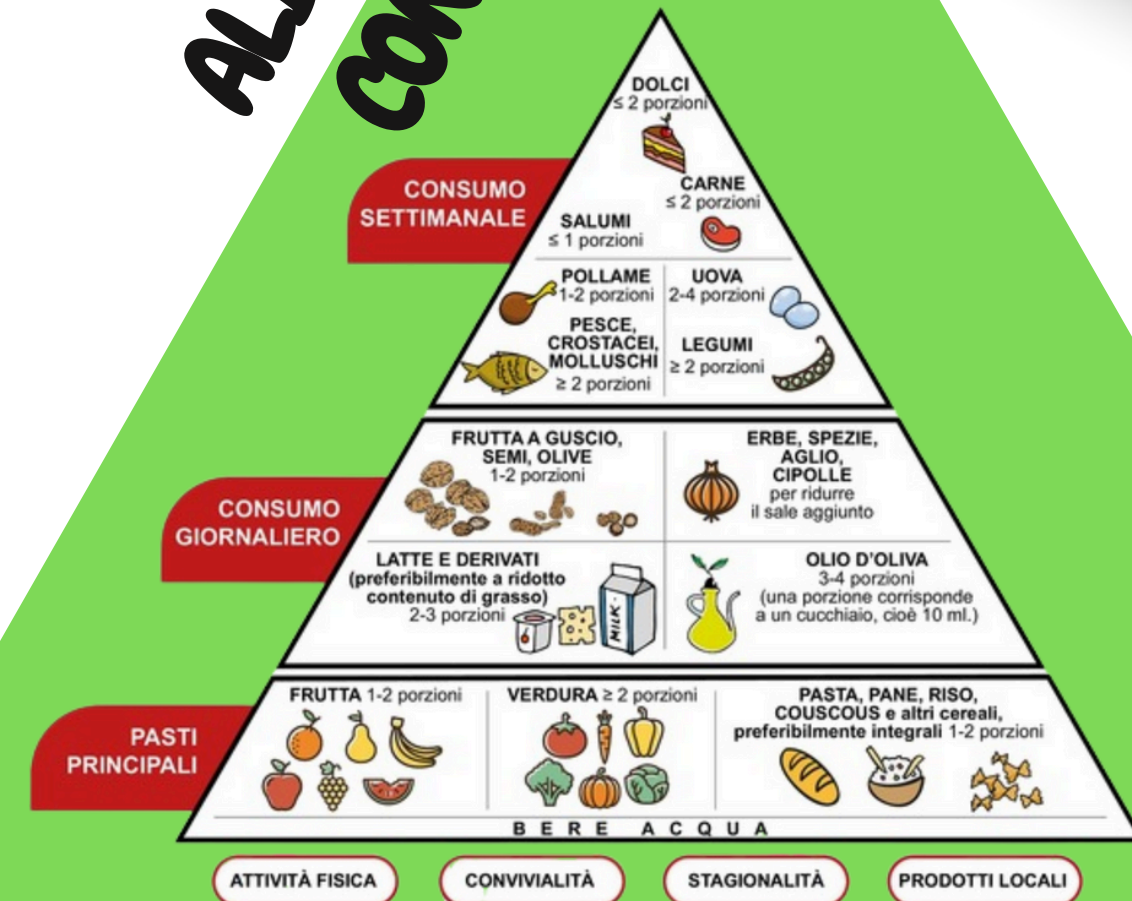 AL
CON
DOLCI
≤ 2 porzioni
CONSUMO
SETTIMANALE
CARNE
≤ 2 porzioni
SALUMI
≤ 1 porzioni
POLLAME
1-2 porzioni
UOVA
2-4 porzioni
PESCE,
CROSTACEI,
MOLLUSCHI
≥ 2 porzioni
LEGUMI
≥ 2 porzioni
CONSUMO
GIORNALIERO
FRUTTA A GUSCIO,
SEMI, OLIVE
1-2 porzioni
ERBE, SPEZIE,
AGLIO,
CIPOLLE
per ridurre
il sale aggiunto
LATTE E DERIVATI
(preferibilmente a ridotto
contenuto di grasso)
2-3 porzioni
MILK
OLIO D'OLIVA
3-4 porzioni
(una porzione corrisponde
a un cucchiaio, cioè 10 ml.)
PASTI
PRINCIPALI
FRUTTA 1-2 porzioni
VERDURA ≥ 2 porzioni
PASTA, PANE, RISO,
COUSCOUS e altri cereali,
preferibilmente integrali 1-2 porzioni
BERE ACQUA
ATTIVITÀ FISICA
CONVIVIALITÀ
STAGIONALITÀ
PRODOTTI LOCALI